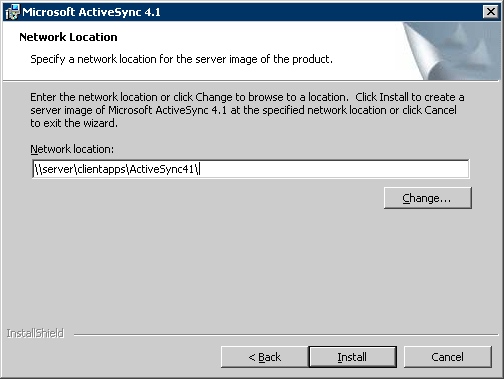 Microsoft ActiveSync 4.1
Network Location
Specify a network location for the server image of the product.
Enter the network location or click Change to browse to a location.  Click Install to create a
server image of Microsoft ActiveSync 4.1 at the specified network location or click Cancel
to exit the wizard.
Network location:
\\server\clientapps\ActiveSync41\
Change...
InstallShield
< Back
Install
Cancel